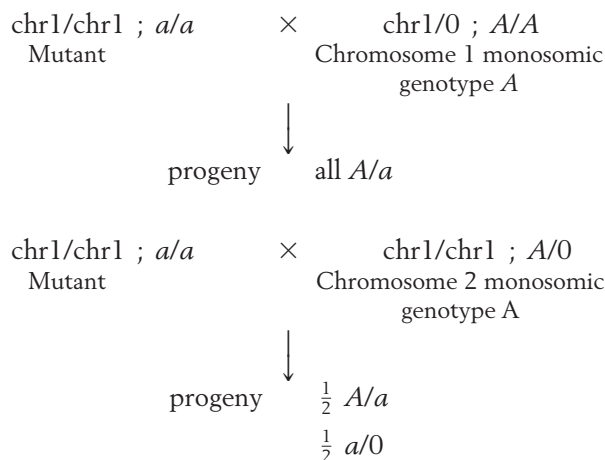 chr1/chr1 ; a/a × chr1/0 ; A/A
Mutant Chromosome 1 monosomic
genotype A
progeny all A/a
chr1/chr1 ; a/a × chr1/chr1 ; A/0
Mutant Chromosome 2 monosomic
genotype A
progeny 1/2 A/a
1/2 a/0